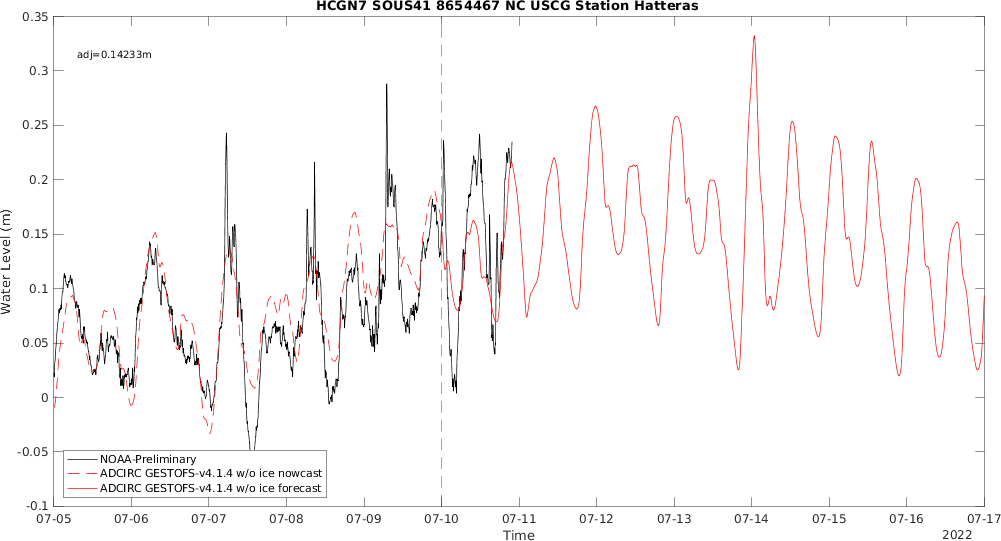 HCGN7 SOUS41 8654467 NC USCG Station Hatteras
adj=0.14233m
0.35
0.3
0.25
0.2
0.15
0.1
0.05
0
-0.05
-0.1
Water Level (m)
NOAA-Preliminary
ADCIRC GESTOFS-v4.1.4 w/o ice nowcast
ADCIRC GESTOFS-v4.1.4 w/o ice forecast
07-05 07-06 07-07 07-08 07-09 07-10 07-11 07-12 07-13 07-14 07-15 07-16 07-17
Time
2022